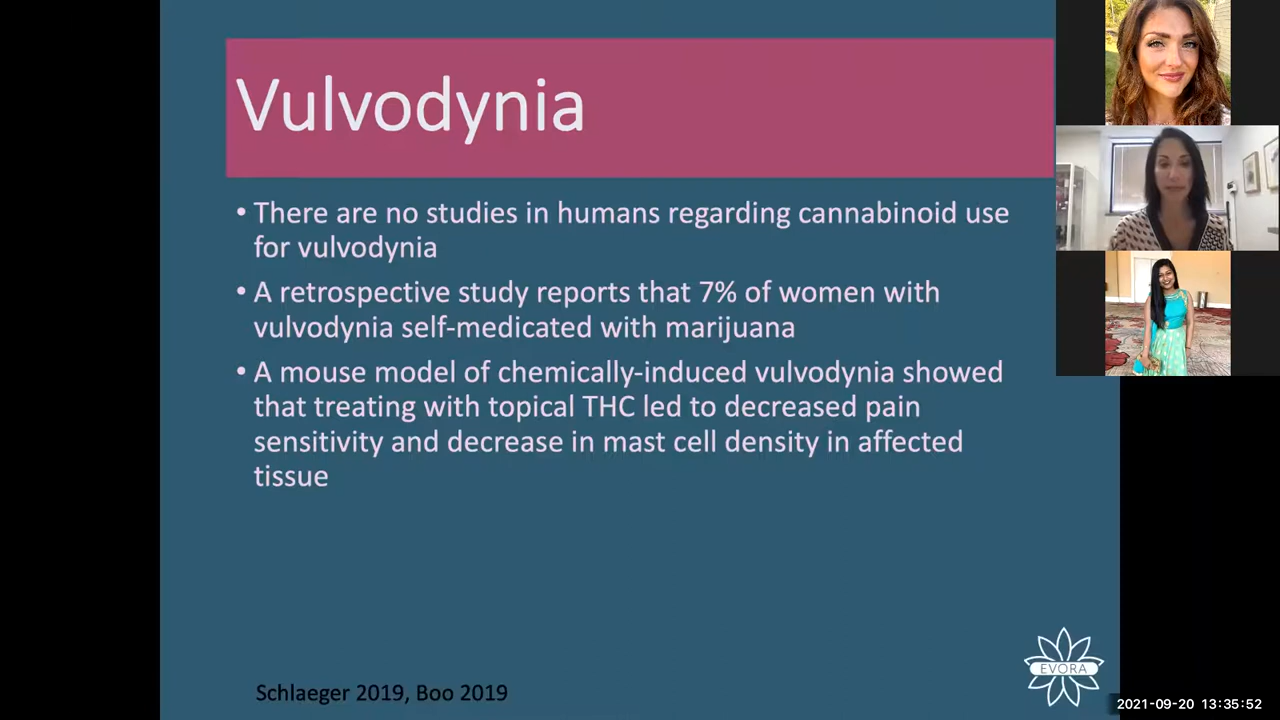 Vulvodynia
• There are no studies in humans regarding cannabinoid use
for vulvodynia
• A retrospective study reports that 7% of women with
vulvodynia self-medicated with marijuana
• A mouse model of chemically-induced vulvodynia showed
that treating with topical THC led to decreased pain
sensitivity and decrease in mast cell density in affected
tissue
Schlaeger 2019, Boo 2019
EVORA
2021-09-20 13:35:52